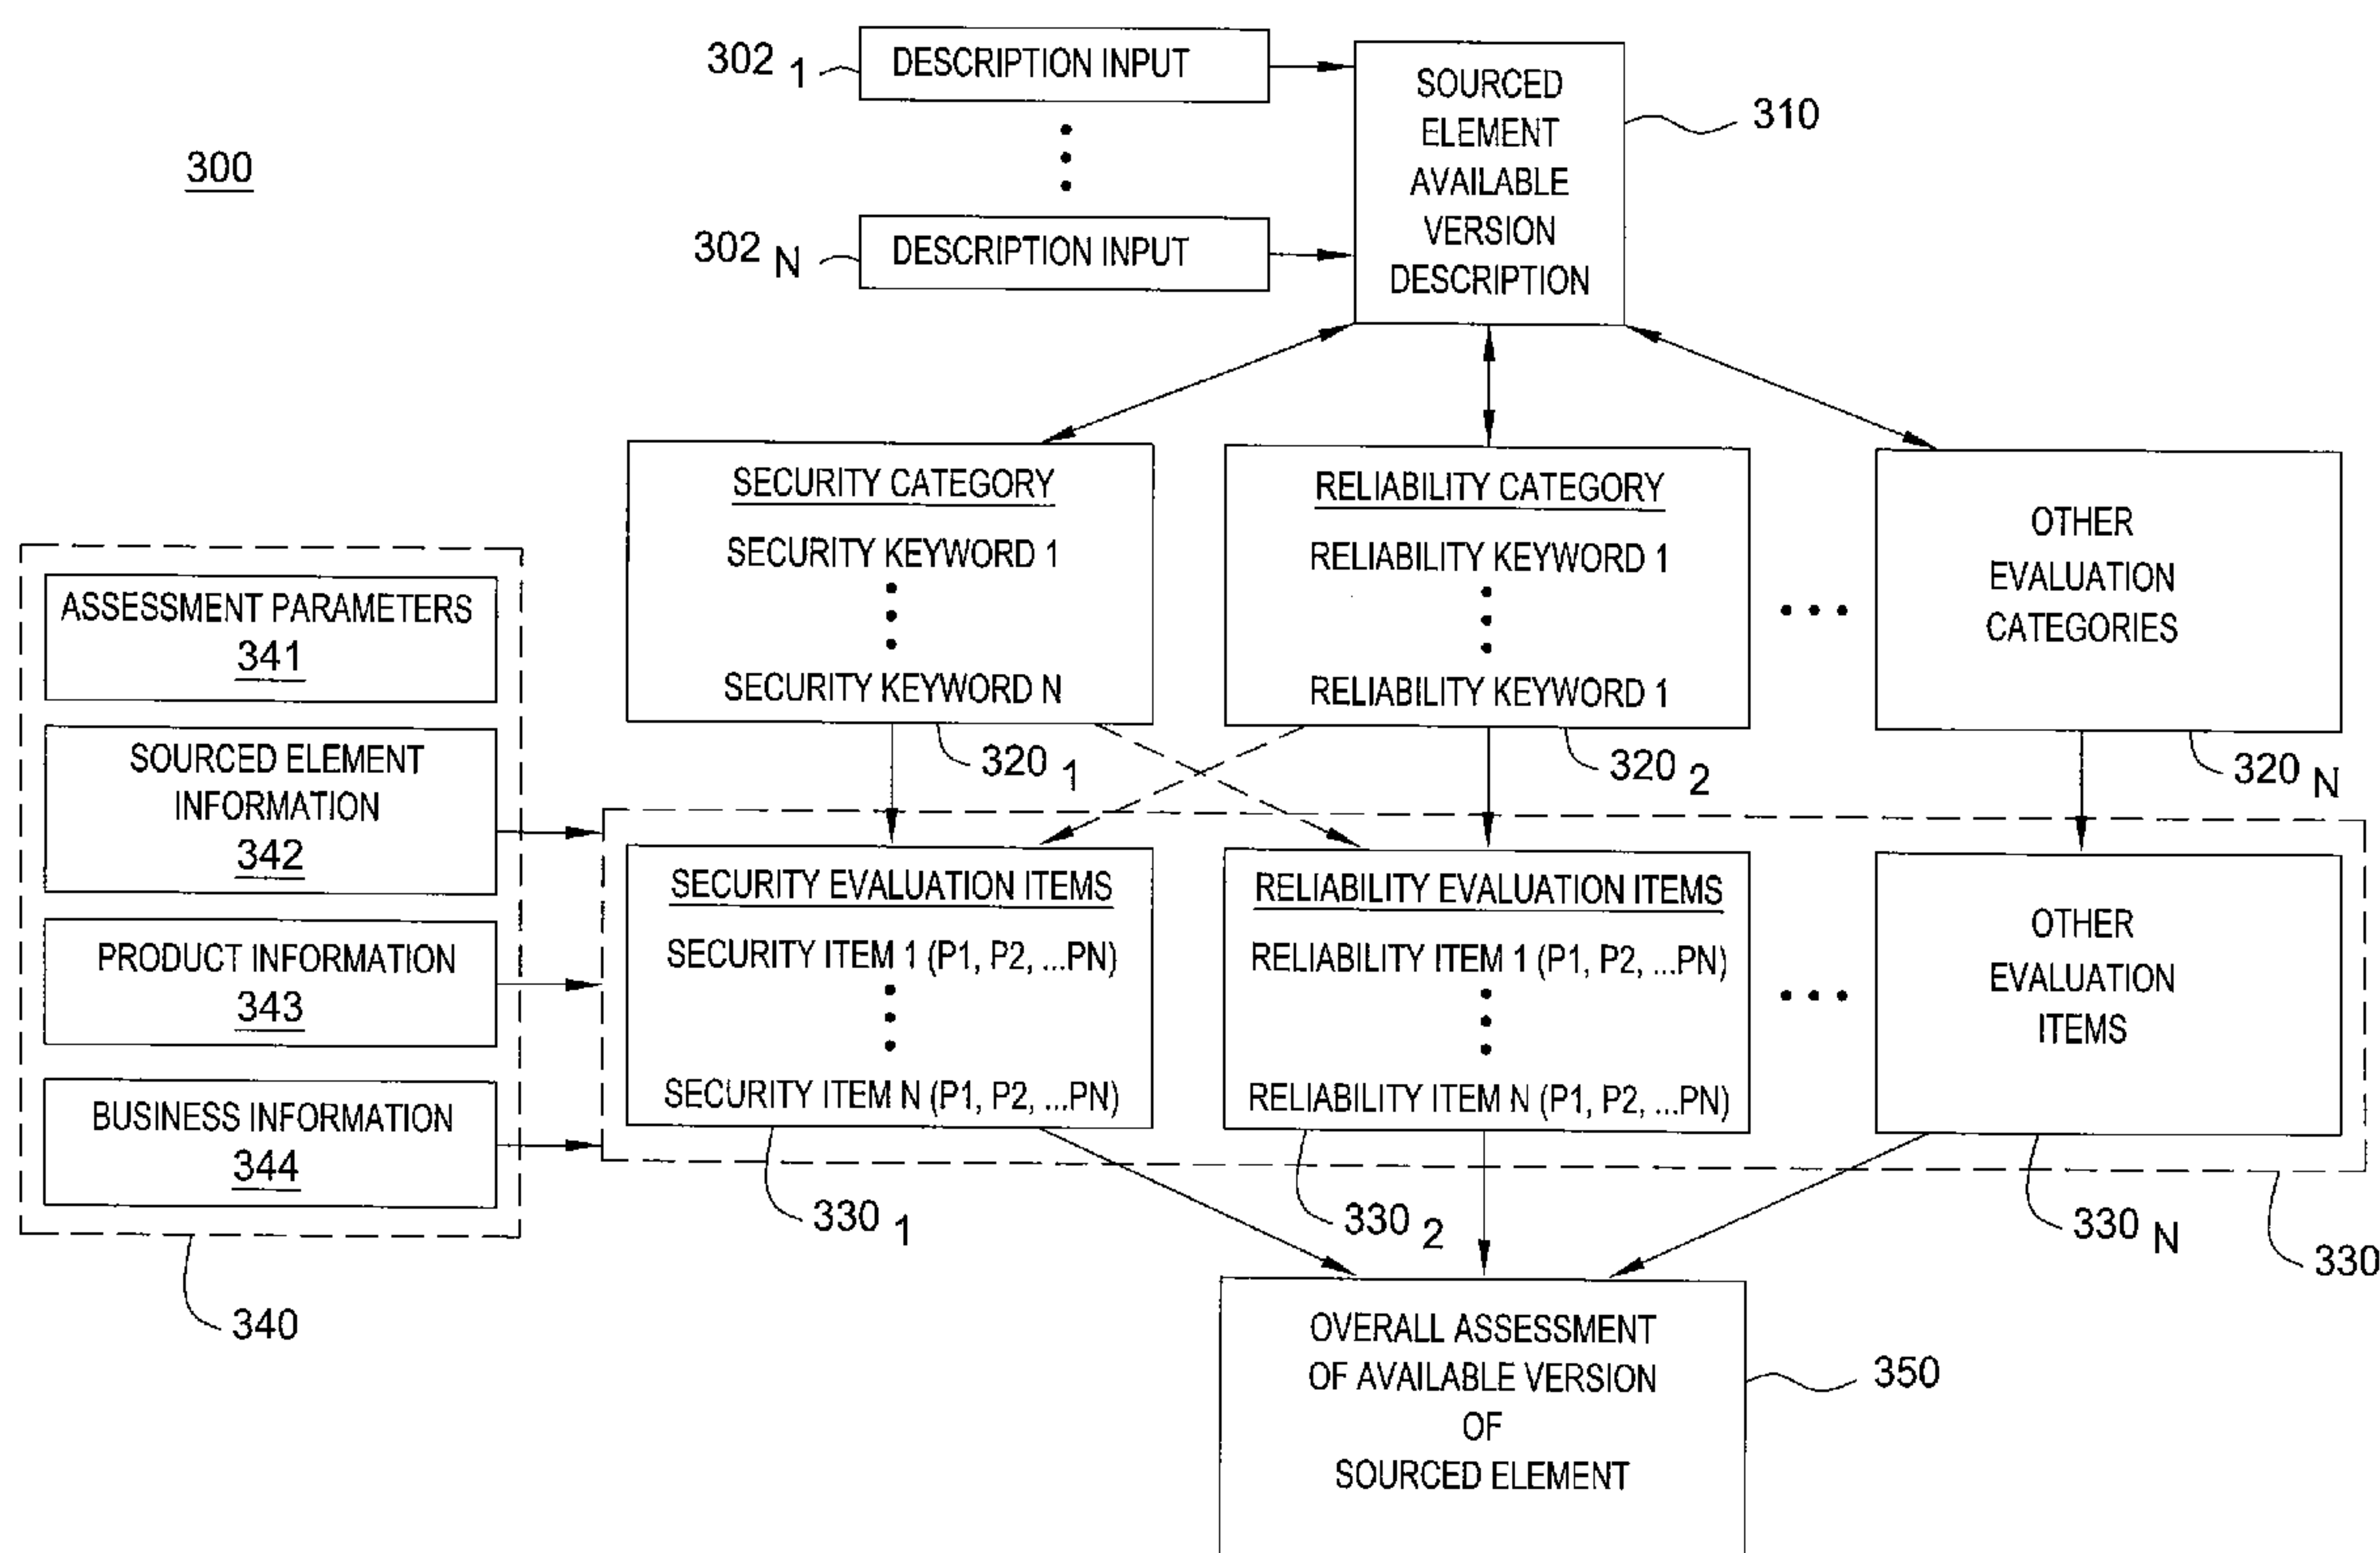 300
302 1
DESCRIPTION INPUT
302 N
DESCRIPTION INPUT
SOURCED
ELEMENT
AVAILABLE
VERSION
DESCRIPTION
310
SECURITY CATEGORY
SECURITY KEYWORD 1
SECURITY KEYWORD N
320 1
RELIABILITY CATEGORY
RELIABILITY KEYWORD 1
RELIABILITY KEYWORD 1
320 2
OTHER
EVALUATION
CATEGORIES
320 N
ASSESSMENT PARAMETERS
341
SOURCED ELEMENT
INFORMATION
342
PRODUCT INFORMATION
343
BUSINESS INFORMATION
344
340
SECURITY EVALUATION ITEMS
SECURITY ITEM 1 (P1, P2, ...PN)
SECURITY ITEM N (P1, P2, ...PN)
330 1
RELIABILITY EVALUATION ITEMS
RELIABILITY ITEM 1 (P1, P2, ...PN)
RELIABILITY ITEM N (P1, P2, ...PN)
330 2
OTHER
EVALUATION
ITEMS
330 N
330
OVERALL ASSESSMENT
OF AVAILABLE VERSION
OF
SOURCED ELEMENT
350